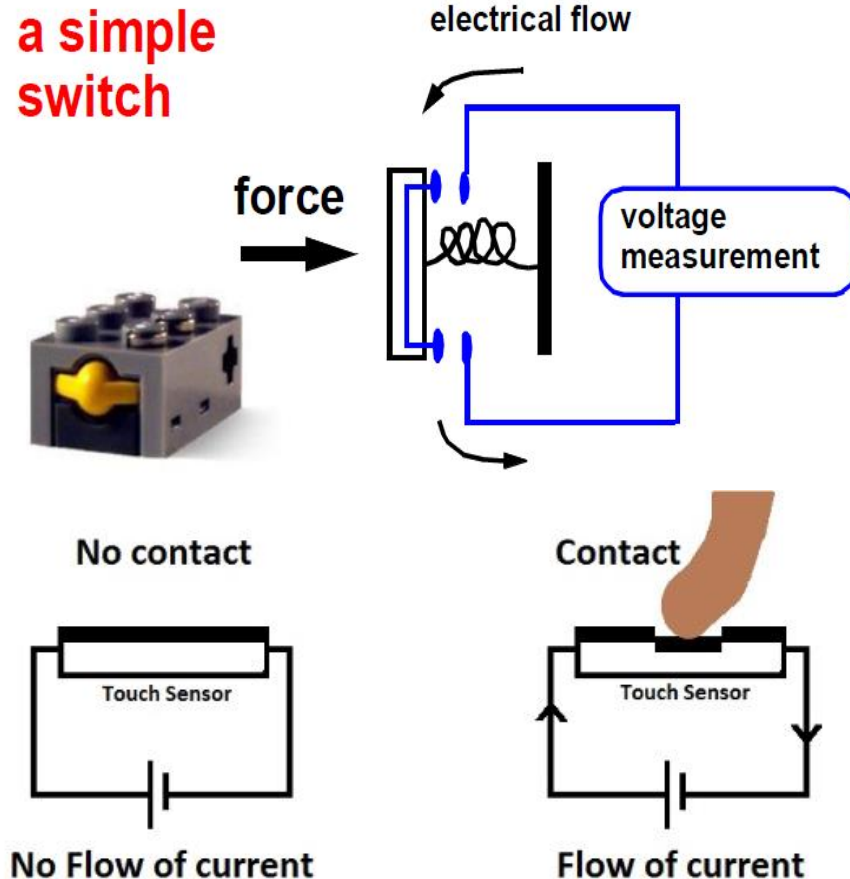 a simple
switch
electrical flow
force
voltage
measurement
No contact
Contact
Touch Sensor
Touch Sensor
No Flow of current
Flow of current